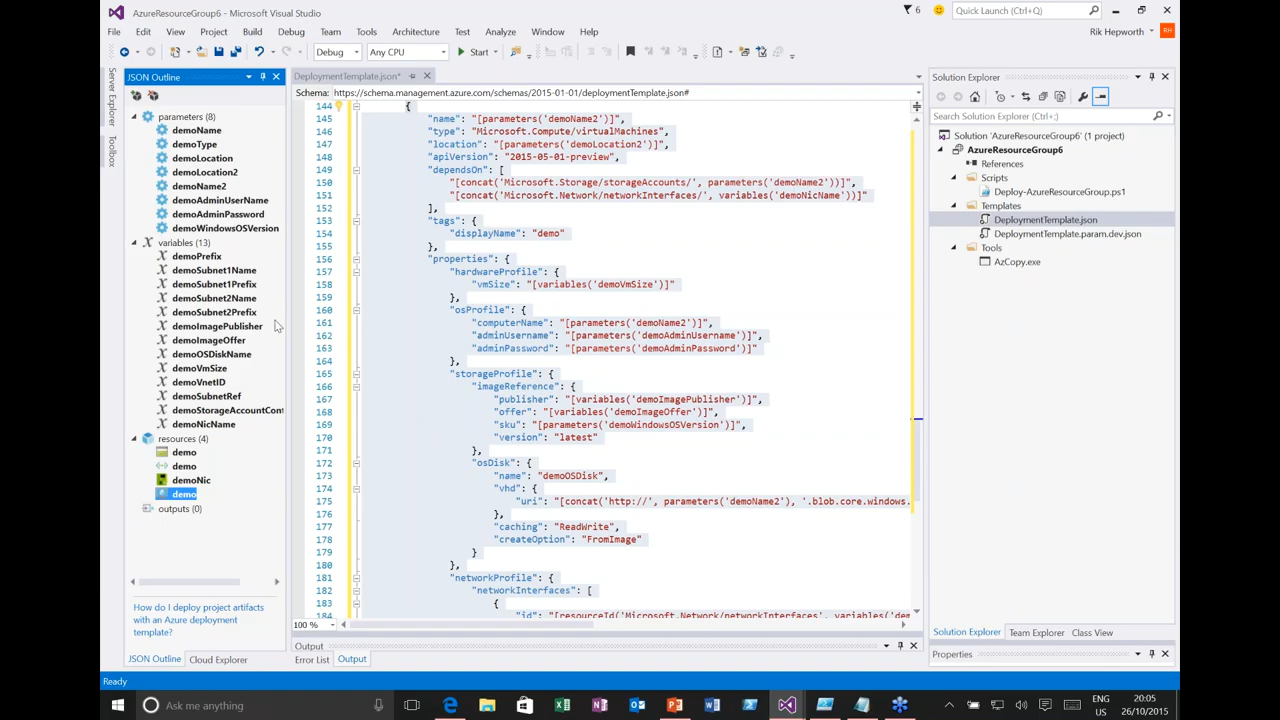 AzureResourceGroup6 - Microsoft Visual Studio
6
Quick Launch (Ctrl+Q)
File Edit View Project Build Debug Team Tools Architecture Test Analyze Window Help
Rik Hepworth RH
Debug Any CPU Start
Server Explorer
Toolbox
JSON Outline
parameters (8)
demoName
demoType
demoLocation
demoLocation2
demoName2
demoAdminUserName
demoAdminPassword
demoWindowsOSVersion
variables (13)
demoPrefix
demoSubnet1Name
demoSubnet1Prefix
demoSubnet2Name
demoSubnet2Prefix
demoImagePublisher
demoImageOffer
demoOSDiskName
demoVmSize
demoVnetID
demoSubnetRef
demoStorageAccountCont
demoNicName
resources (4)
demo
demo
demoNic
demo
outputs (0)
How do I deploy project artifacts
with an Azure deployment
template?
JSON Outline Cloud Explorer
DeploymentTemplate.json*
Schema: https://schema.management.azure.com/schemas/2015-01-01/deploymentTemplate.json#
144 {
145 "name": "[parameters('demoName2')]",
146 "type": "Microsoft.Compute/virtualMachines",
147 "location": "[parameters('demoLocation2')]",
148 "apiVersion": "2015-05-01-preview",
149 "dependsOn": [
150 "[concat('Microsoft.Storage/storageAccounts/', parameters('demoName2'))]",
151 "[concat('Microsoft.Network/networkInterfaces/', variables('demoNicName'))]"
152 ],
153 "tags": {
154 "displayName": "demo"
155 },
156 "properties": {
157 "hardwareProfile": {
158 "vmSize": "[variables('demoVmSize')]"
159 },
160 "osProfile": {
161 "computerName": "[parameters('demoName2')]",
162 "adminUsername": "[parameters('demoAdminUsername')]",
163 "adminPassword": "[parameters('demoAdminPassword')]"
164 },
165 "storageProfile": {
166 "imageReference": {
167 "publisher": "[variables('demoImagePublisher')]",
168 "offer": "[variables('demoImageOffer')]",
169 "sku": "[parameters('demoWindowsOSVersion')]",
170 "version": "latest"
171 },
172 "osDisk": {
173 "name": "demoOSDisk",
174 "vhd": {
175 "uri": "[concat('http://', parameters('demoName2'), '.blob.core.windows.
176 },
177 "caching": "ReadWrite",
178 "createOption": "FromImage"
179 }
180 },
181 "networkProfile": {
182 "networkInterfaces": [
183 {
184 "id": "[resourceId('Microsoft.Network/networkInterfaces', variables('dem
100 %
Output
Error List Output
Solution Explorer
Search Solution Explorer (Ctrl+;)
Solution 'AzureResourceGroup6' (1 project)
AzureResourceGroup6
References
Scripts
Deploy-AzureResourceGroup.ps1
Templates
DeploymentTemplate.json
DeploymentTemplate.param.dev.json
Tools
AzCopy.exe
Solution Explorer Team Explorer Class View
Properties
Ready
Ask me anything
ENG
US
20:05
26/10/2015